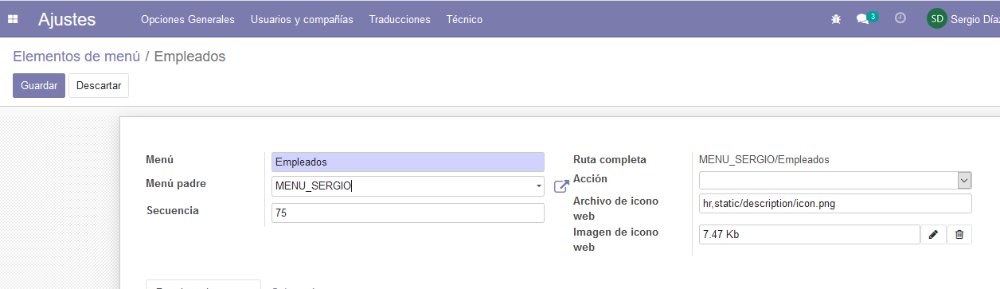 Ajustes Opciones Generales Usuarios y compañías Traducciones Técnico 3 SD Sergio Díaz
Elementos de menú / Empleados
Guardar Descartar
Menú Empleados Ruta completa MENU_SERGIO/Empleados
Menú padre MENU_SERGIO Acción
Secuencia 75 Archivo de icono web hr,static/description/icon.png
Imagen de icono web 7.47 Kb